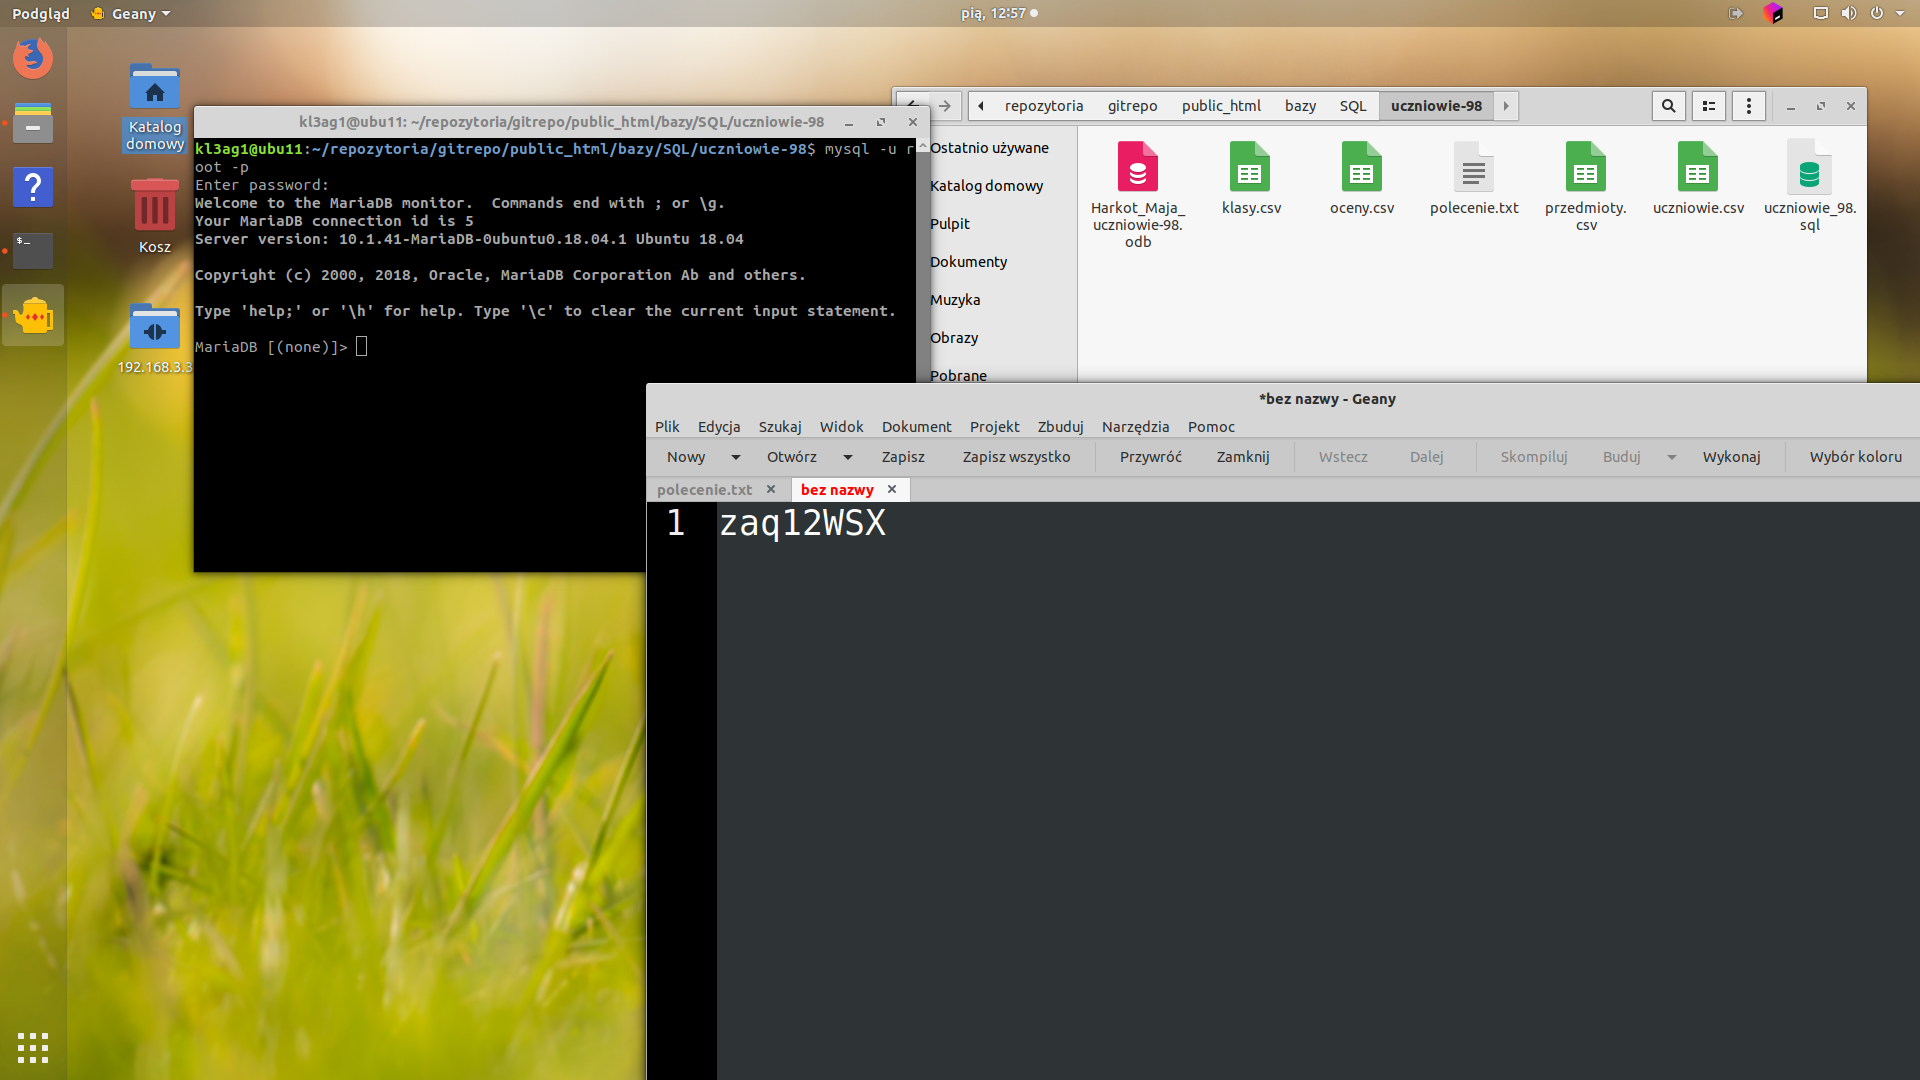 Podgląd Geany pią, 12:57
Katalog domowy
Kosz
192.168.3.3
kl3ag1@ubu11: ~/repozytoria/gitrepo/public_html/bazy/SQL/uczniowie-98
kl3ag1@ubu11:~/repozytoria/gitrepo/public_html/bazy/SQL/uczniowie-98$ mysql -u r
oot -p
Enter password:
Welcome to the MariaDB monitor.  Commands end with ; or \g.
Your MariaDB connection id is 5
Server version: 10.1.41-MariaDB-0ubuntu0.18.04.1 Ubuntu 18.04
Copyright (c) 2000, 2018, Oracle, MariaDB Corporation Ab and others.
Type 'help;' or '\h' for help. Type '\c' to clear the current input statement.
MariaDB [(none)]>
repozytoria gitrepo public_html bazy SQL uczniowie-98
Ostatnio używane
Katalog domowy
Pulpit
Dokumenty
Muzyka
Obrazy
Pobrane
Harkot_Maja_
uczniowie-98.
odb
klasy.csv
oceny.csv
polecenie.txt
przedmioty.
csv
uczniowie.csv
uczniowie_98.
sql
*bez nazwy - Geany
Plik Edycja Szukaj Widok Dokument Projekt Zbuduj Narzędzia Pomoc
Nowy Otwórz Zapisz Zapisz wszystko Przywróć Zamknij Wstecz Dalej Skompiluj Buduj Wykonaj Wybór koloru
polecenie.txt bez nazwy
1 zaq12WSX